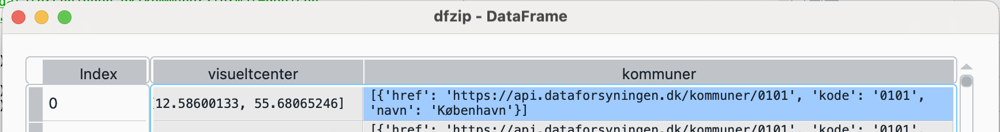 dfzip - DataFrame
Index visueltcenter kommuner
0 [12.58600133, 55.68065246] [{'href': 'https://api.dataforsyningen.dk/kommuner/0101', 'kode': '0101',
'navn': 'København'}]
[{'href': 'https://api.dataforsyningen.dk/kommuner/0101', 'kode': '0101',